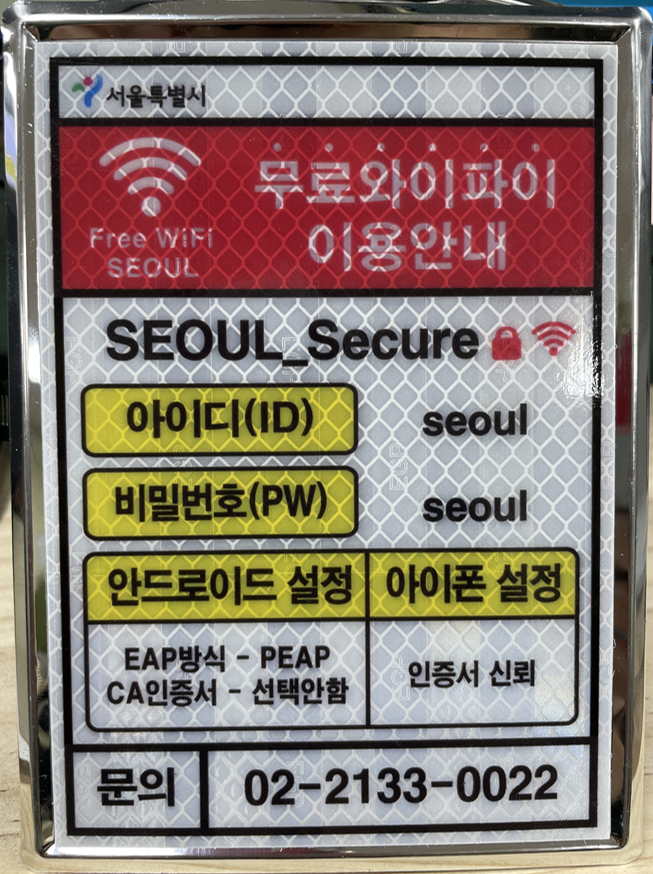 서울특별시
무료와이파이
이용안내
Free WiFi
SEOUL
SEOUL_Secure
아이디(ID) seoul
비밀번호(PW) seoul
안드로이드 설정 아이폰 설정
EAP방식 - PEAP
CA인증서 - 선택안함
인증서 신뢰
문의 02-2133-0022